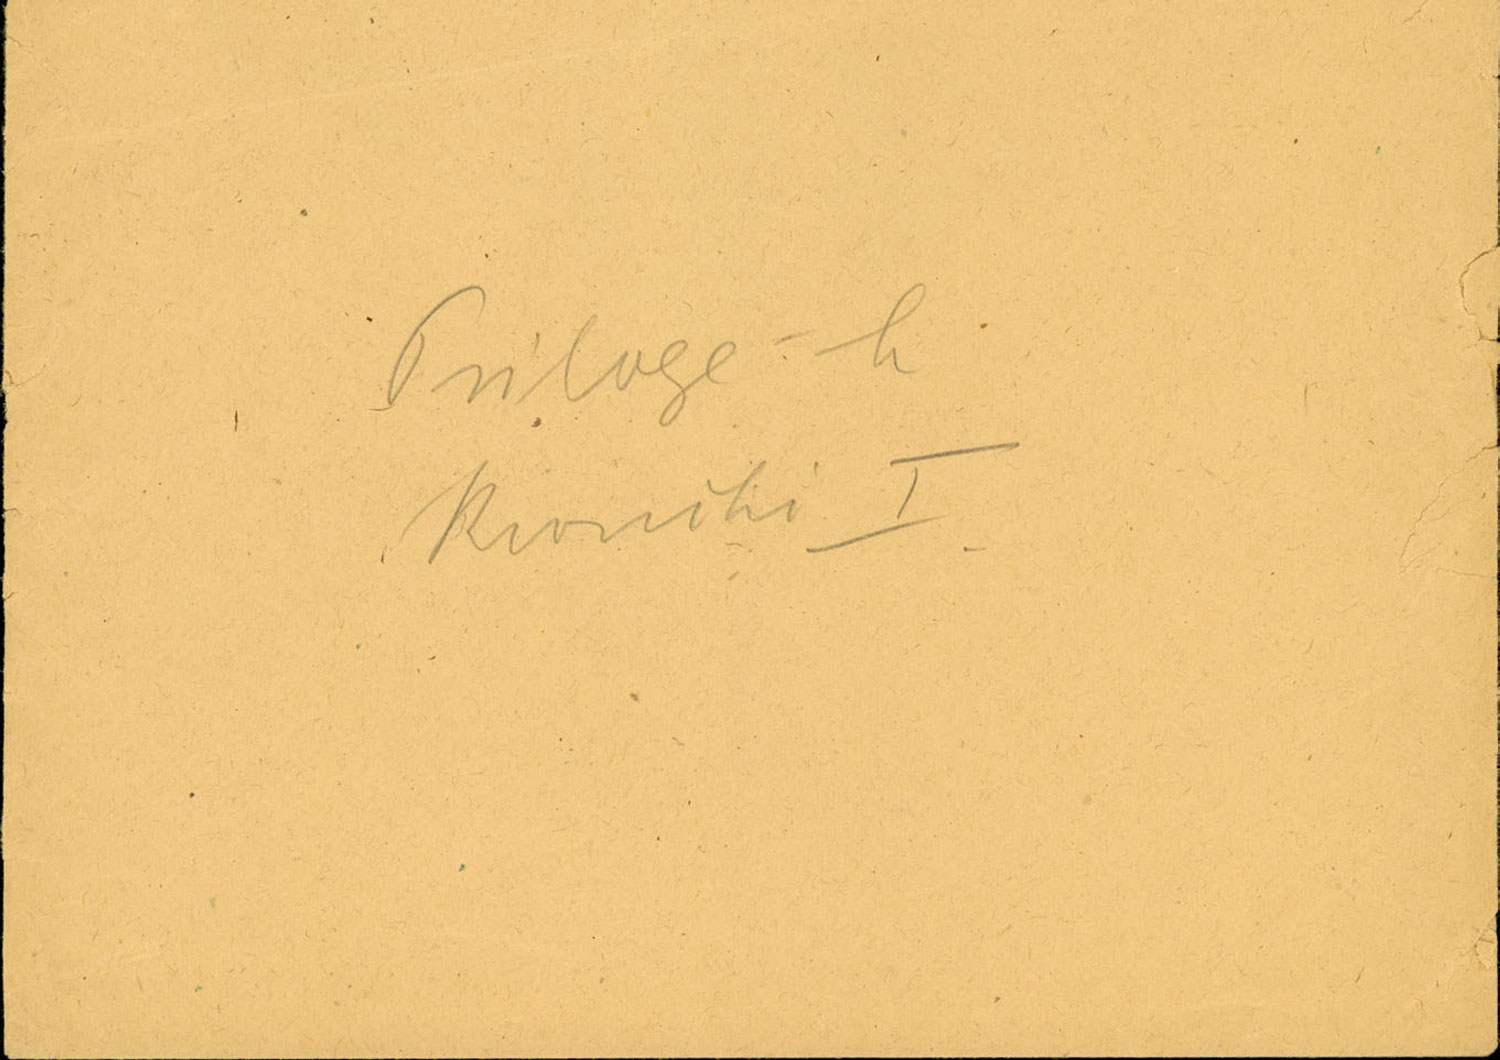 Priloge - k
Kroniki I.